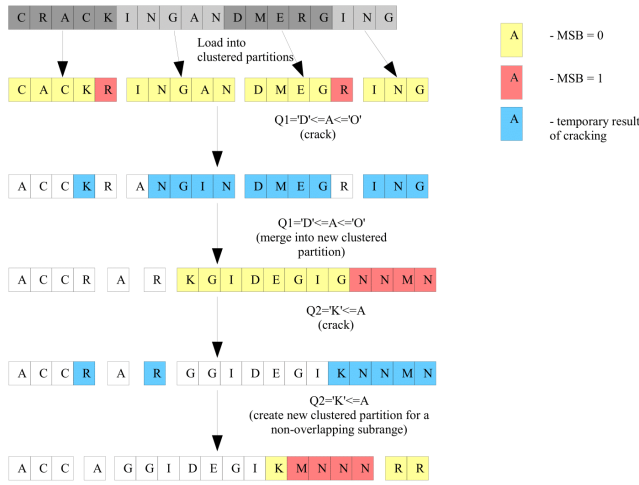 C R A C K I N G A N D M E R G I N G
Load into
clustered partitions
C A C K R I N G A N D M E G R I N G
Q1='D'<=A<='O'
(crack)
A C C K R A N G I N D M E G R I N G
Q1='D'<=A<='O'
(merge into new clustered
partition)
A C C R A R K G I D E G I G N N M N
Q2='K'<=A
(crack)
A C C R A R G G I D E G I K N N M N
Q2='K'<=A
(create new clustered partition for a
non-overlapping subrange)
A C C A G G I D E G I K M N N N R R
A - MSB = 0
A - MSB = 1
A - temporary result
of cracking